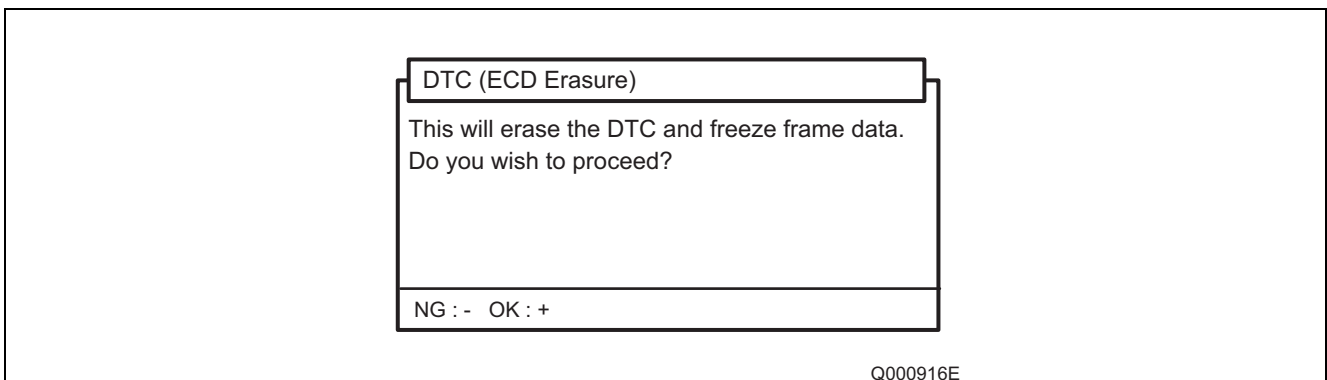 DTC (ECD Erasure)
This will erase the DTC and freeze frame data.
Do you wish to proceed?
NG : -   OK : +
Q000916E